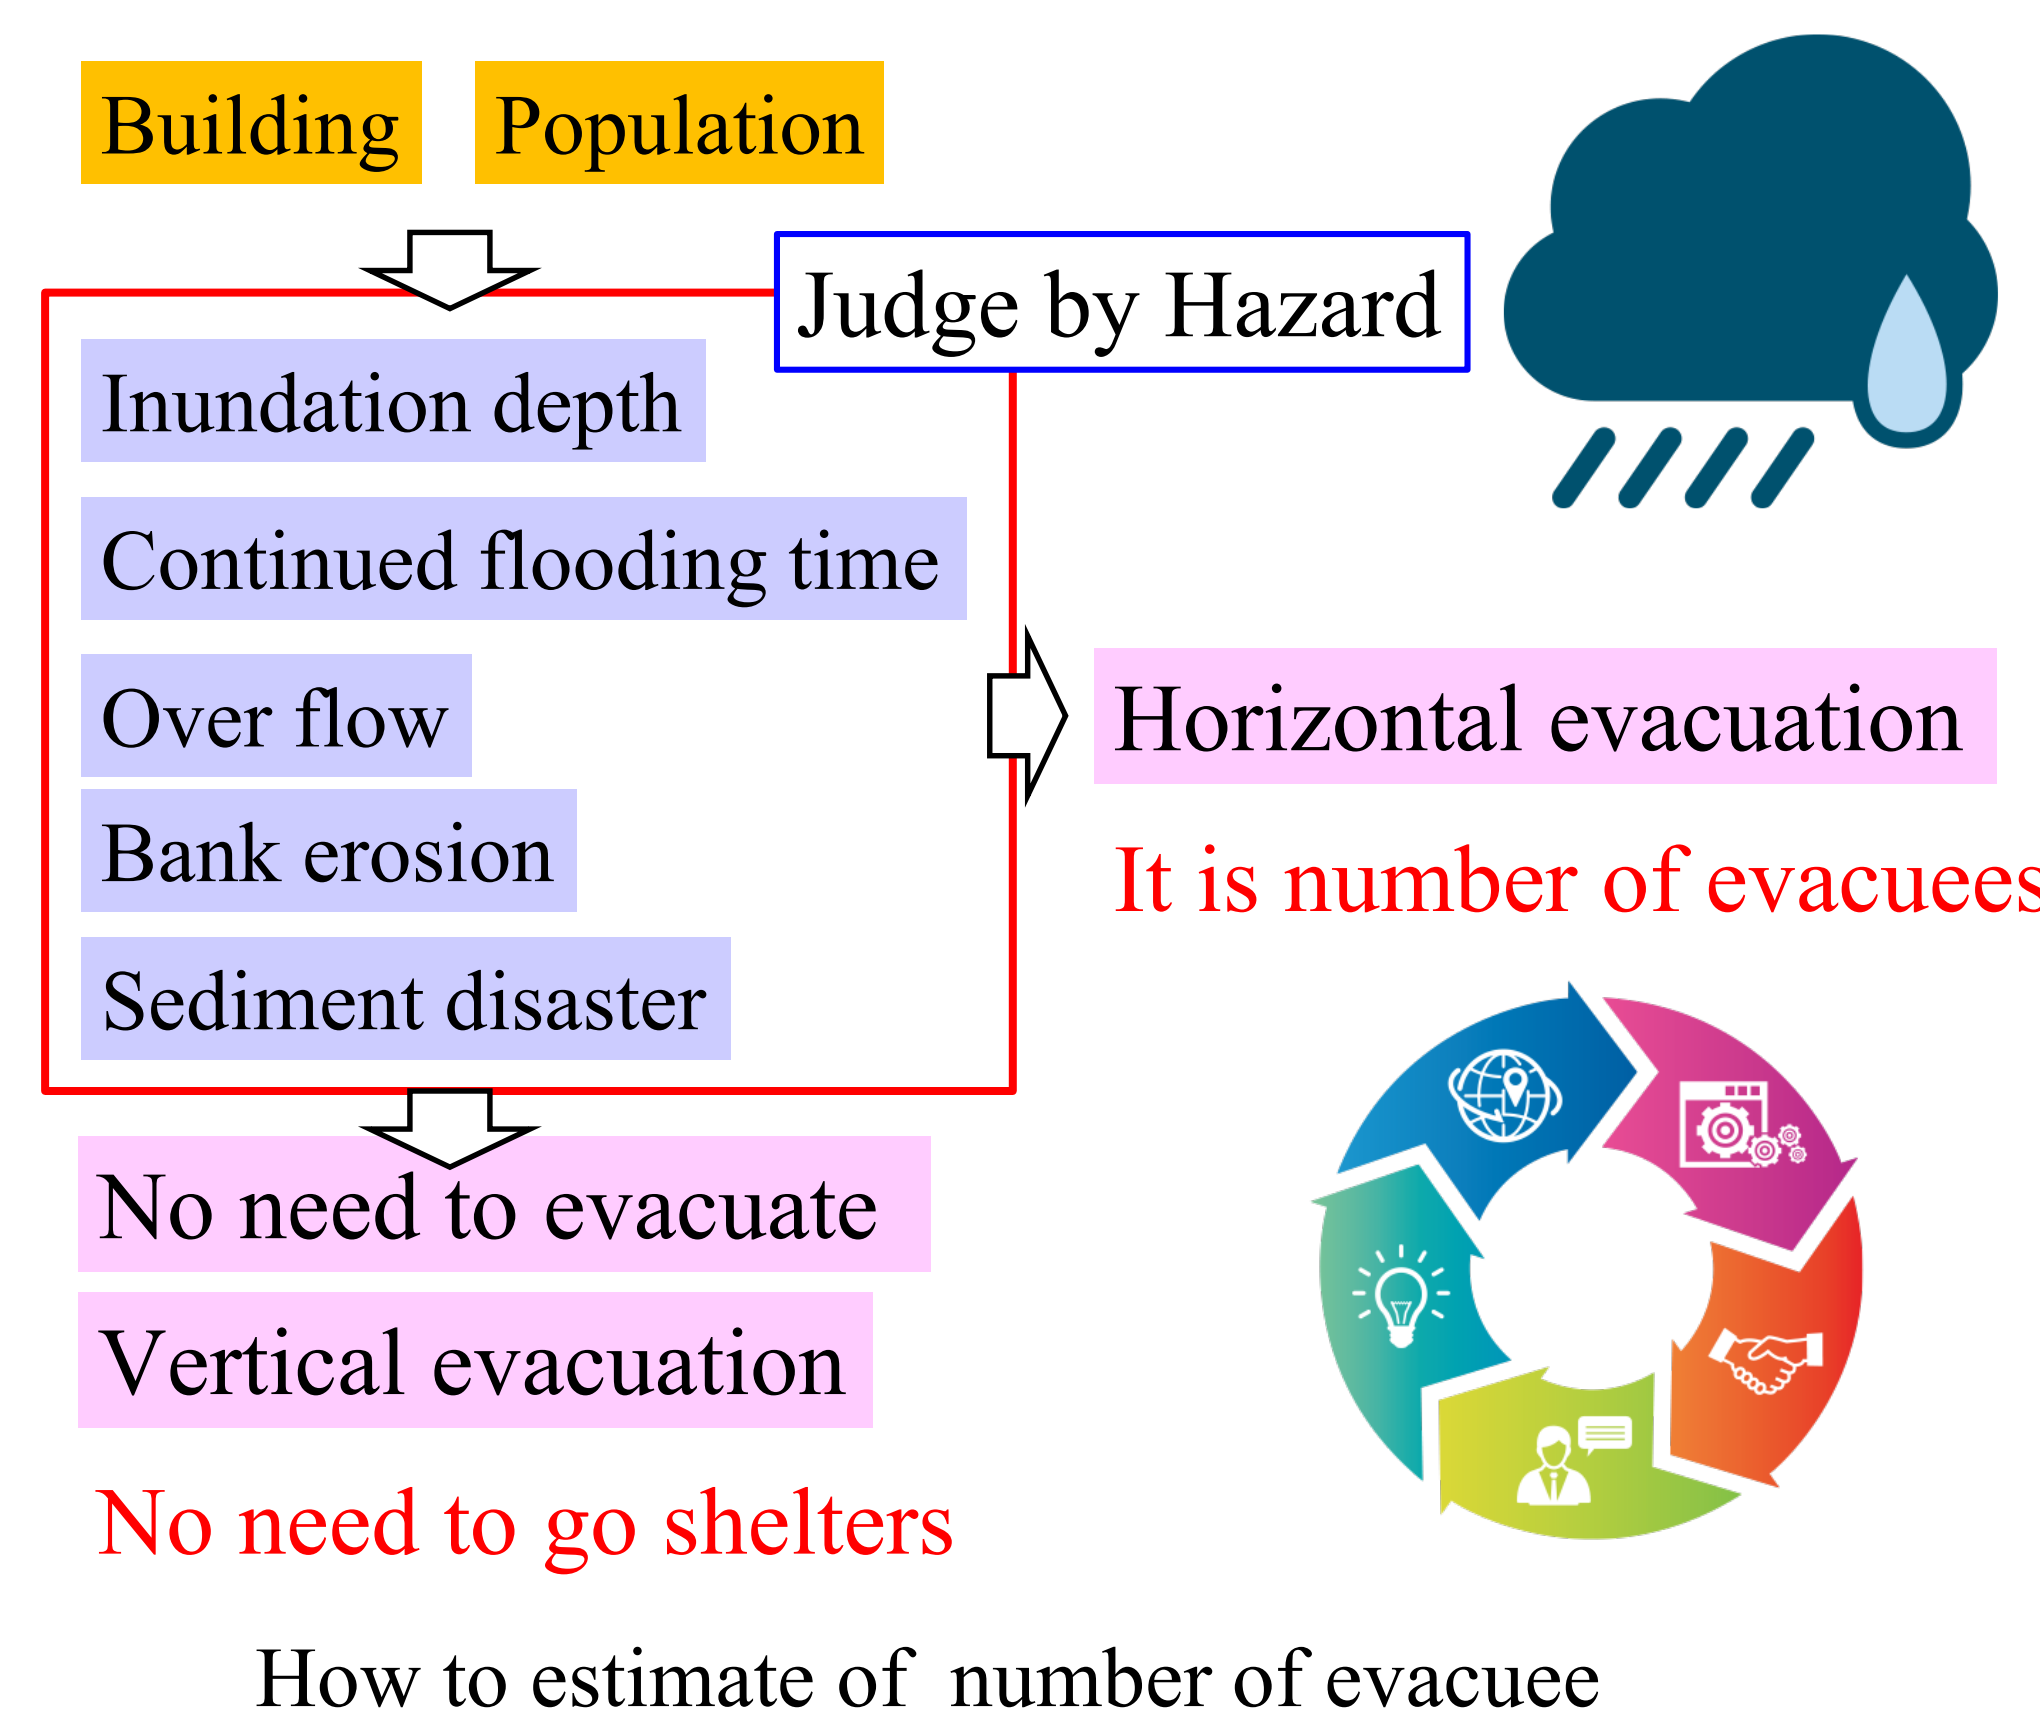 Building
Population
Judge by Hazard
Inundation depth
Continued flooding time
Over flow
Bank erosion
Sediment disaster
Horizontal evacuation
It is number of evacuees
No need to evacuate
Vertical evacuation
No need to go shelters
How to estimate of  number of evacuee